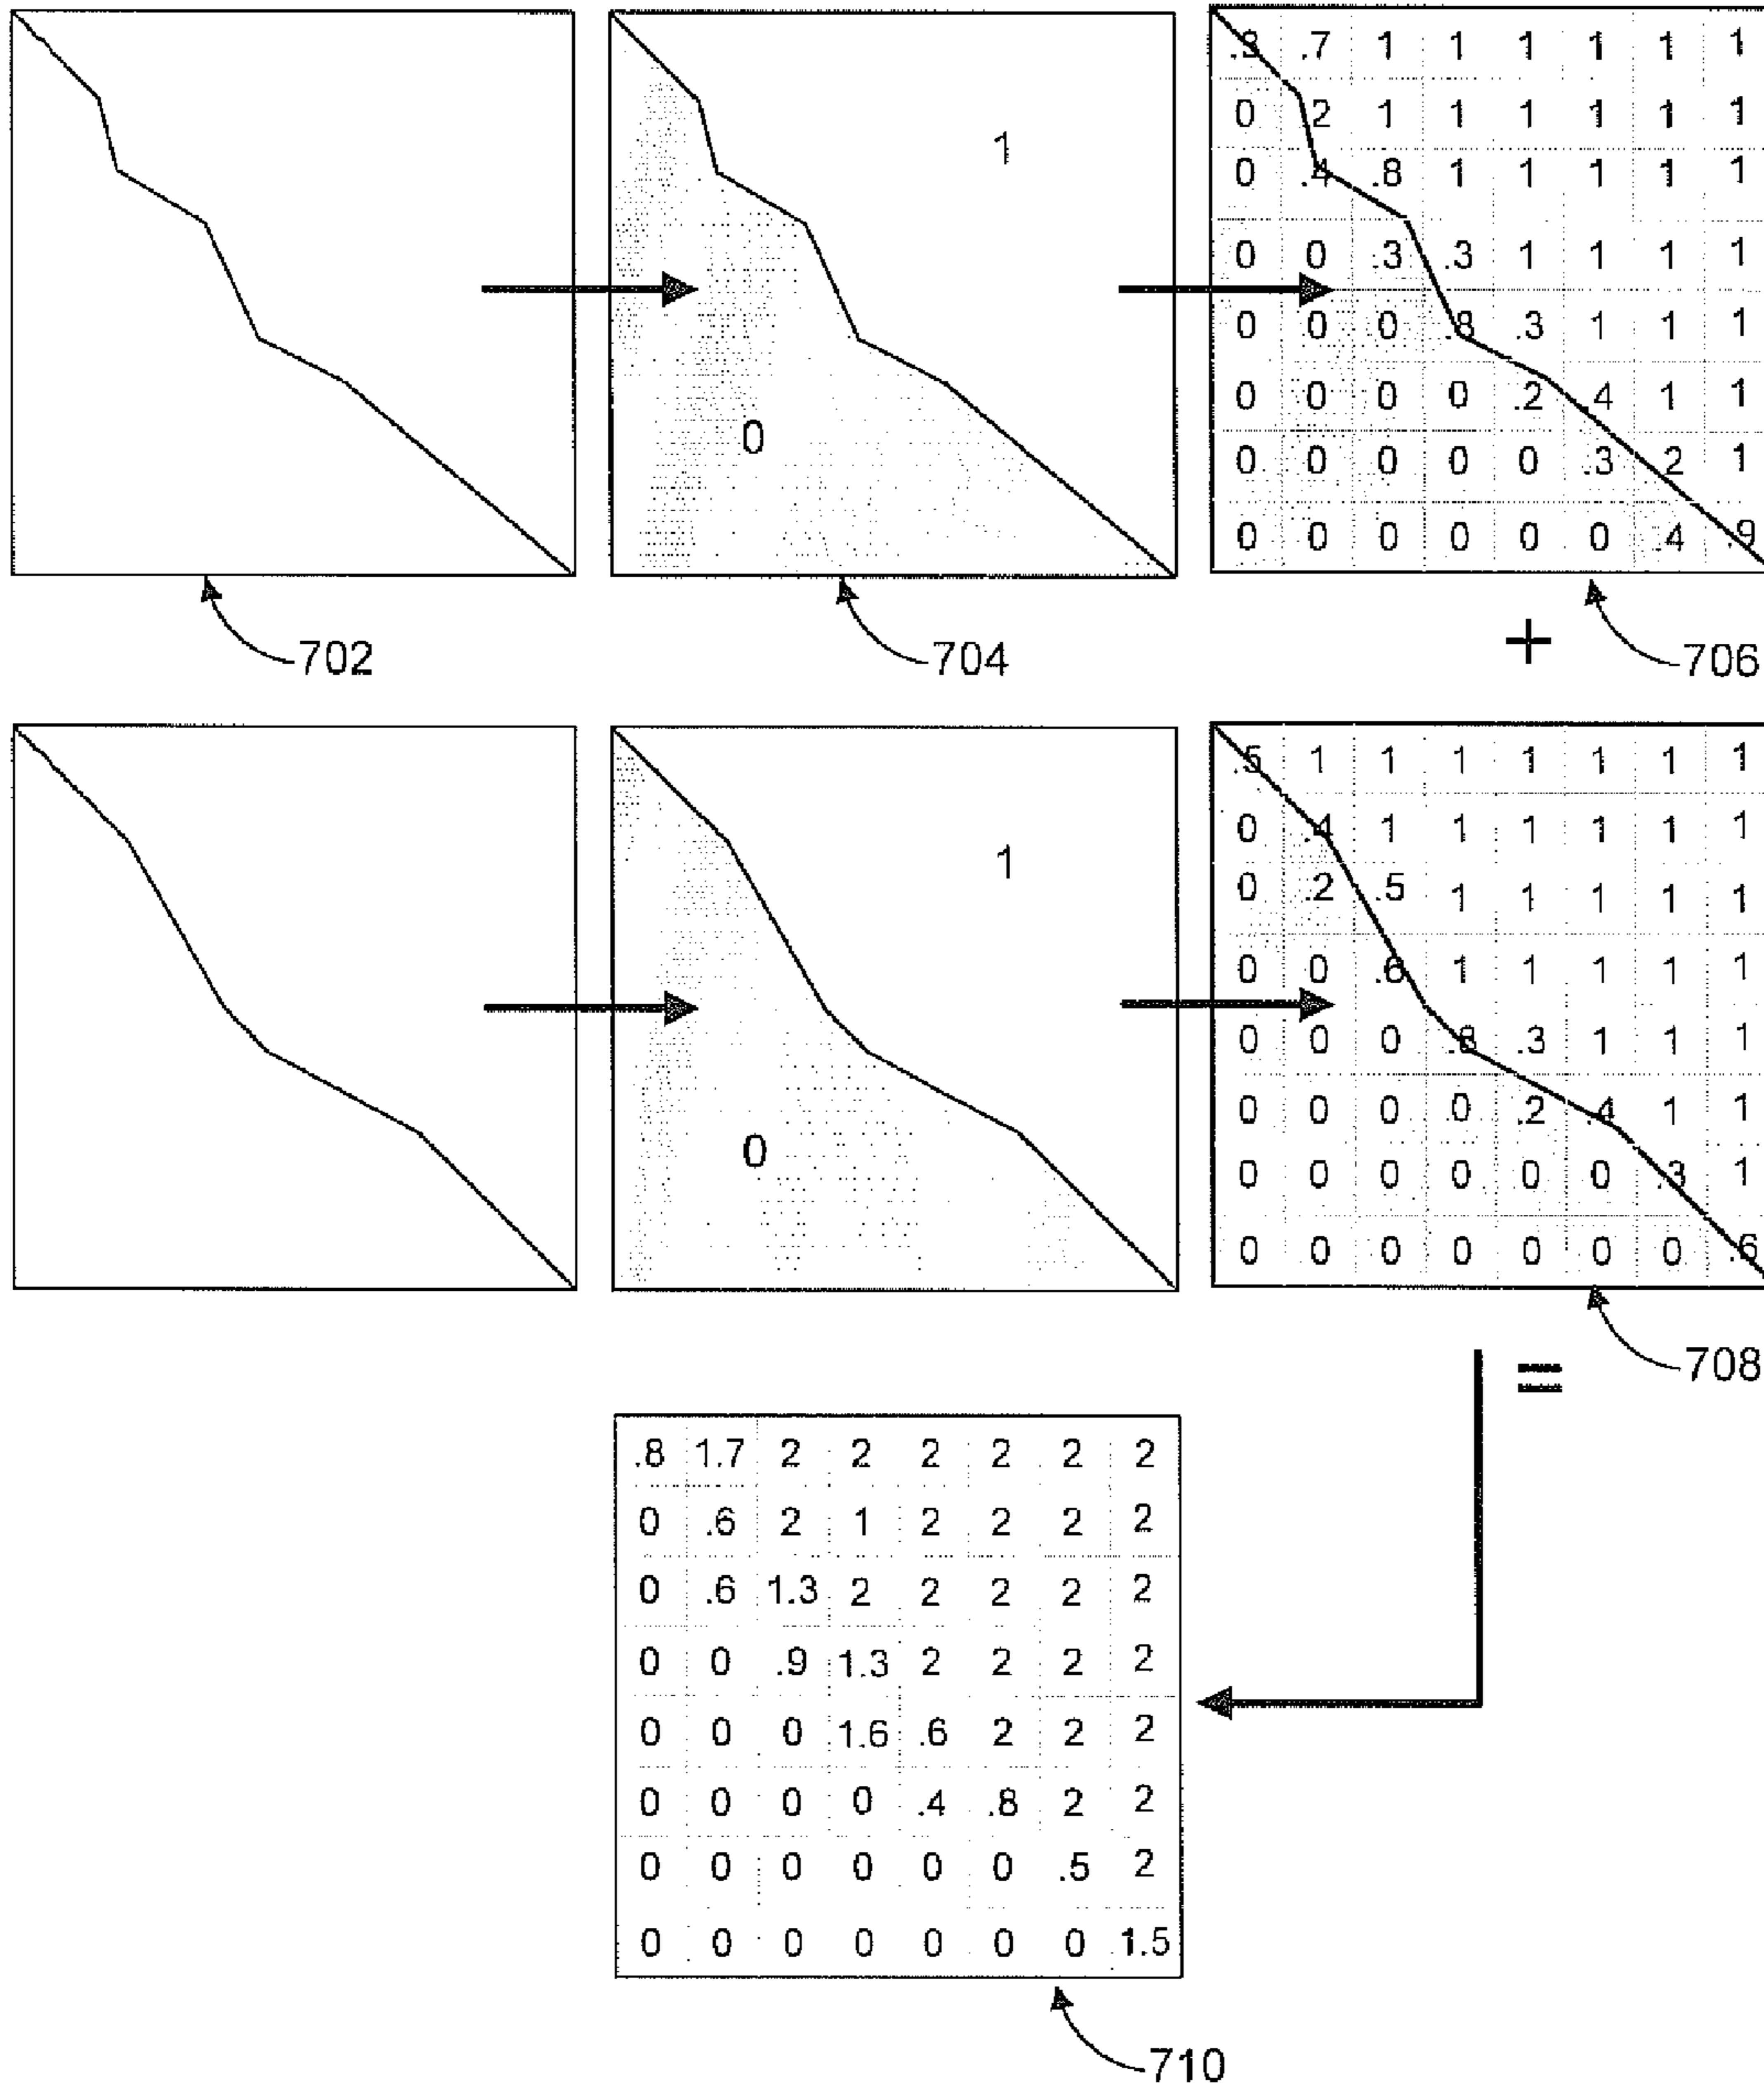 .3 .7 1 1 1 1 1 1
0 .2 1 1 1 1 1 1
0 .4 .8 1 1 1 1 1
0 0 .3 .3 1 1 1 1
0 0 0 .8 .3 1 1 1
0 0 0 0 .2 .4 1 1
0 0 0 0 0 .3 .2 1
0 0 0 0 0 0 .4 .9
1
0
702
704
+
706
.5 1 1 1 1 1 1 1
0 .4 1 1 1 1 1 1
0 .2 .5 1 1 1 1 1
0 0 .6 1 1 1 1 1
0 0 0 .8 .3 1 1 1
0 0 0 0 .2 .4 1 1
0 0 0 0 0 0 .3 1
0 0 0 0 0 0 0 .6
1
0
=
708
.8 1.7 2 2 2 2 2 2
0 .6 2 1 2 2 2 2
0 .6 1.3 2 2 2 2 2
0 0 .9 1.3 2 2 2 2
0 0 0 1.6 .6 2 2 2
0 0 0 0 .4 .8 2 2
0 0 0 0 0 0 .5 2
0 0 0 0 0 0 0 1.5
710